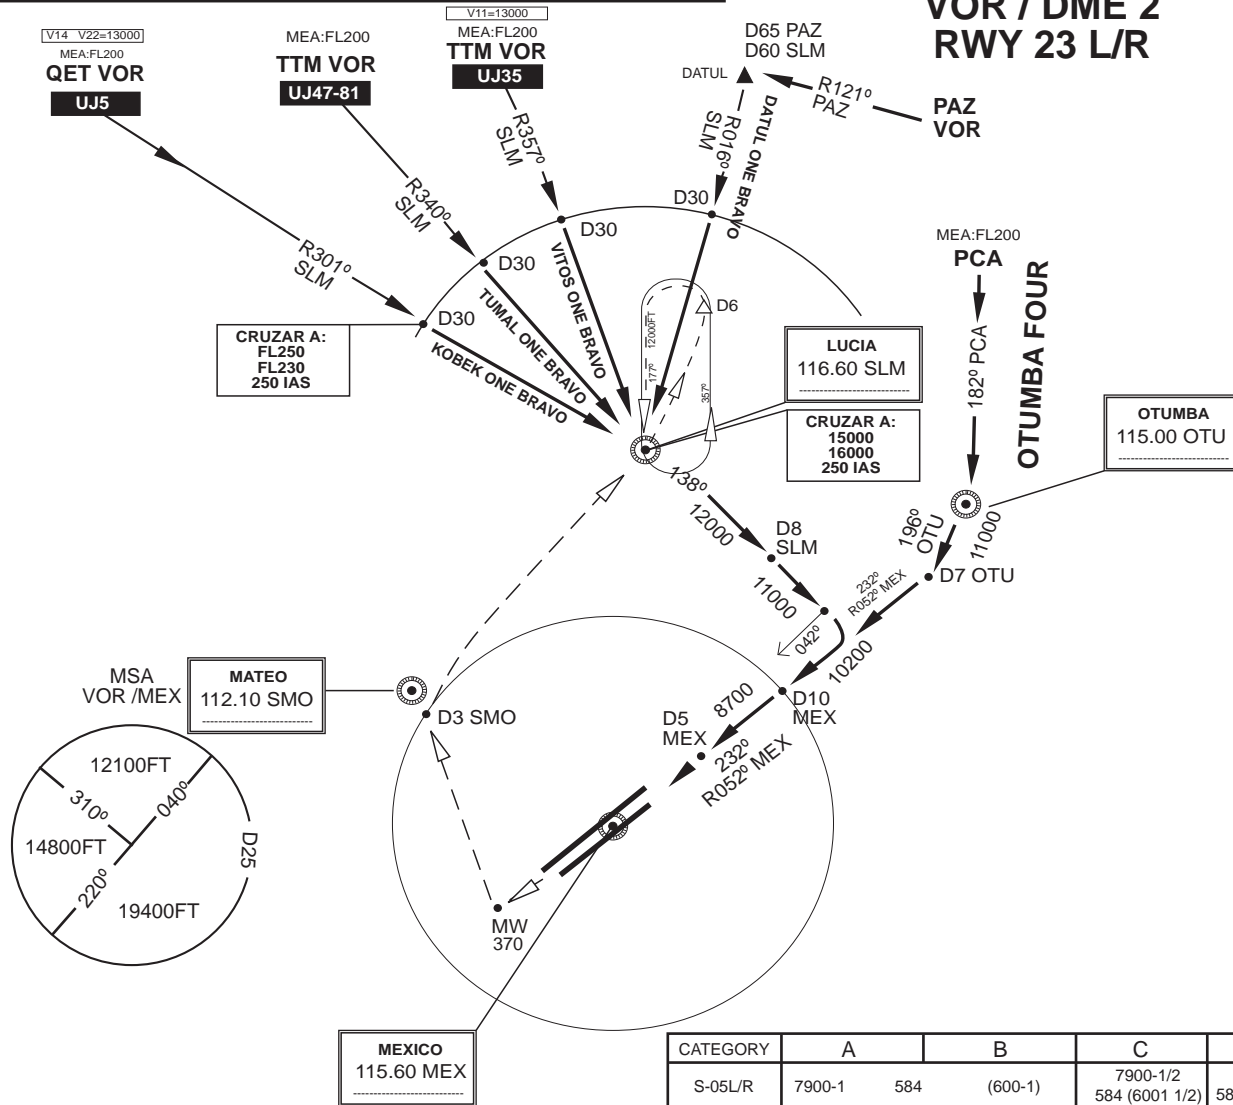 VOR / DME 2
RWY 23 L/R
V14 V22=13000
MEA:FL200
QET VOR
UJ5
MEA:FL200
TTM VOR
UJ47-81
V11=13000
MEA:FL200
TTM VOR
UJ35
D65 PAZ
D60 SLM
DATUL
R121º
PAZ
PAZ
VOR
R357º
SLM
R016º
SLM
DATUL ONE BRAVO
R340º
SLM
R301º
SLM
D30
D30
D30
D30
VITOS ONE BRAVO
TUMAL ONE BRAVO
KOBEK ONE BRAVO
CRUZAR A:
FL250
FL230
250 IAS
12000FT
177º
357º
D6
LUCIA
116.60 SLM
CRUZAR A:
15000
16000
250 IAS
MEA:FL200
PCA
182º PCA
OTUMBA FOUR
OTUMBA
115.00 OTU
196º
OTU
11000
D7 OTU
138º
12000
D8
SLM
11000
232º
R052º MEX
042º
10200
D10
MEX
8700
D5
MEX
232º
R052º MEX
MSA
VOR /MEX
MATEO
112.10 SMO
D3 SMO
12100FT
310º
040º
14800FT
D25
220º
19400FT
MW
370
MEXICO
115.60 MEX
CATEGORY A B C
S-05L/R 7900-1 584 (600-1) 7900-1/2
584 (6001 1/2) 58